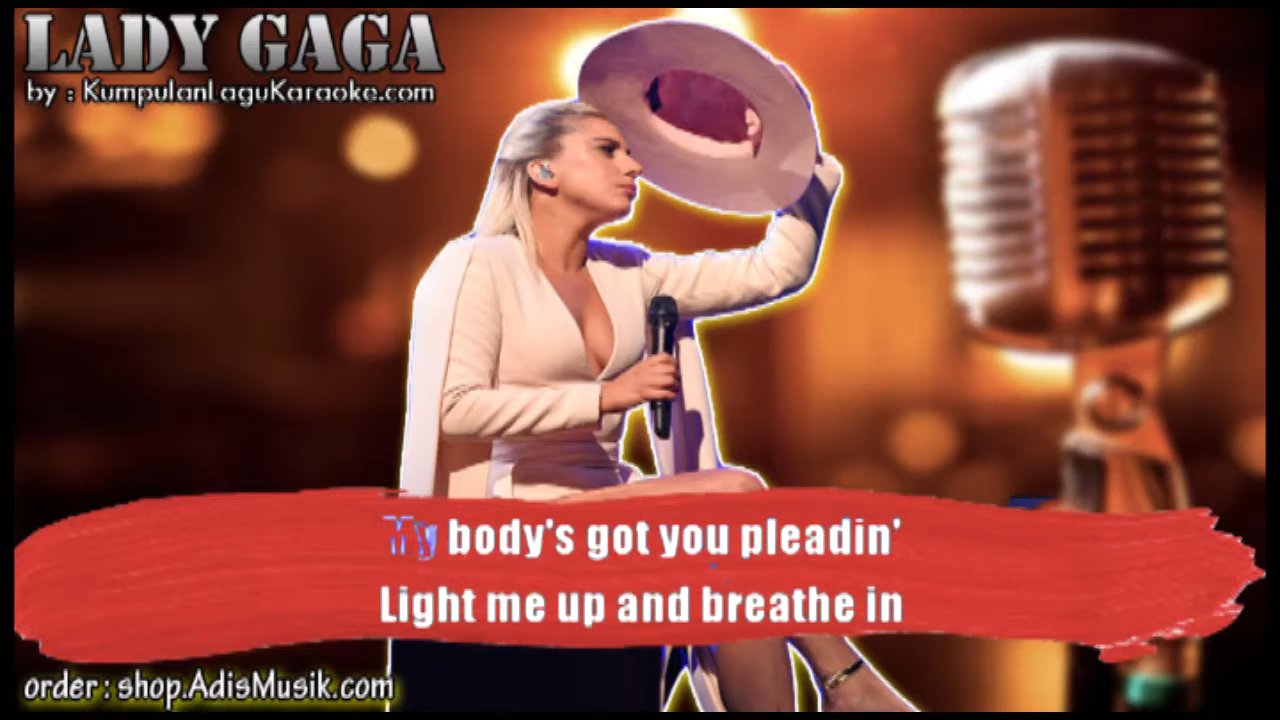 LADY GAGA
by : KumpulanLaguKaraoke.com
My body's got you pleadin'
Light me up and breathe in
order : shop.AdisMusik.com